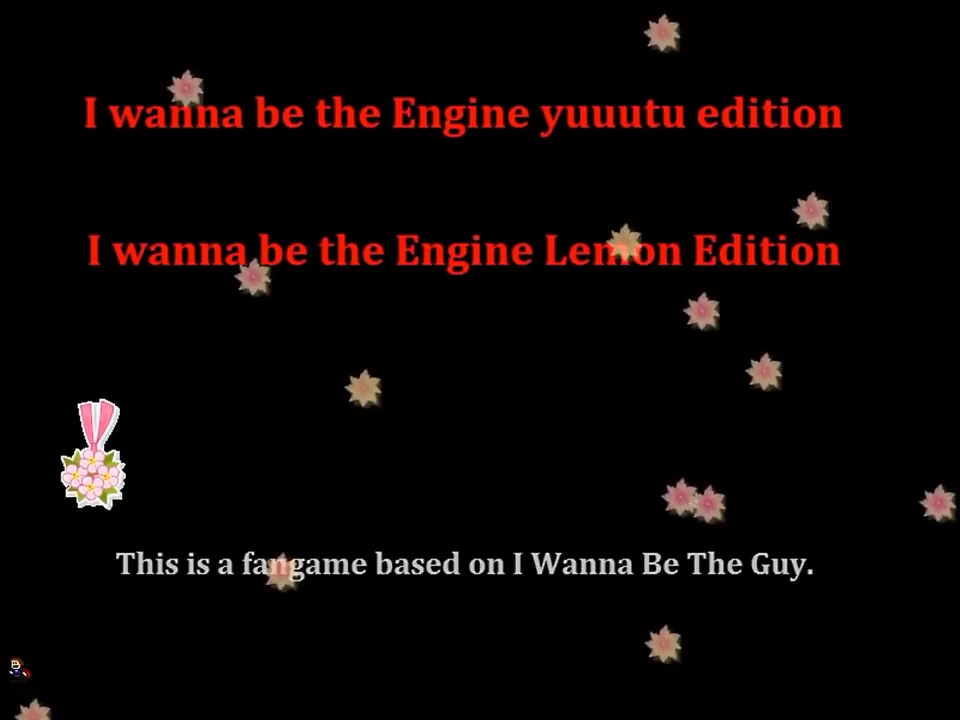 I wanna be the Engine yuuutu edition
I wanna be the Engine Lemon Edition
This is a fangame based on I Wanna Be The Guy.